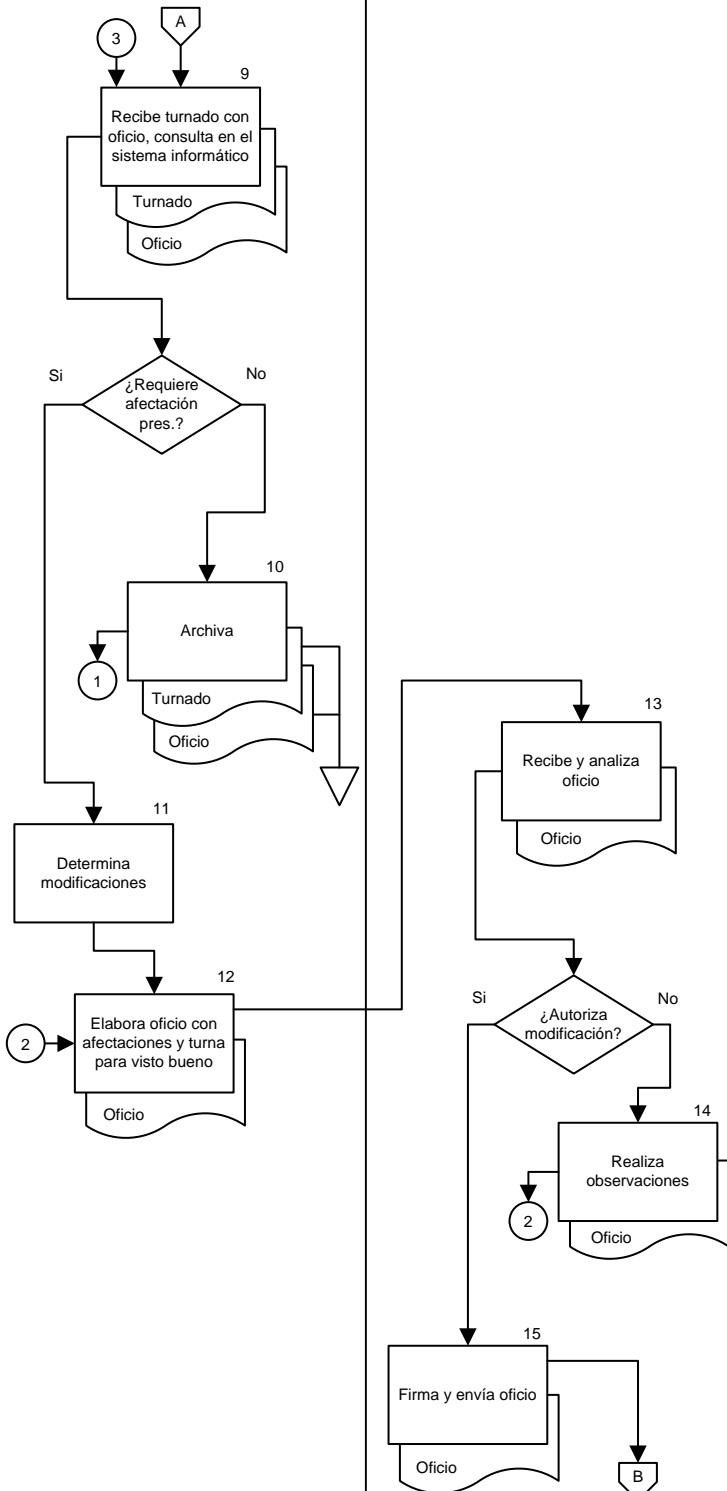 A
3
9
Recibe turnado con
oficio, consulta en el
sistema informático
Turnado
Oficio
Si
No
¿Requiere
afectación
pres.?
10
Archiva
1
Turnado
Oficio
11
Determina
modificaciones
12
2
Elabora oficio con
afectaciones y turna
para visto bueno
Oficio
13
Recibe y analiza
oficio
Oficio
Si
No
¿Autoriza
modificación?
14
Realiza
observaciones
2
Oficio
15
Firma y envía oficio
Oficio
B